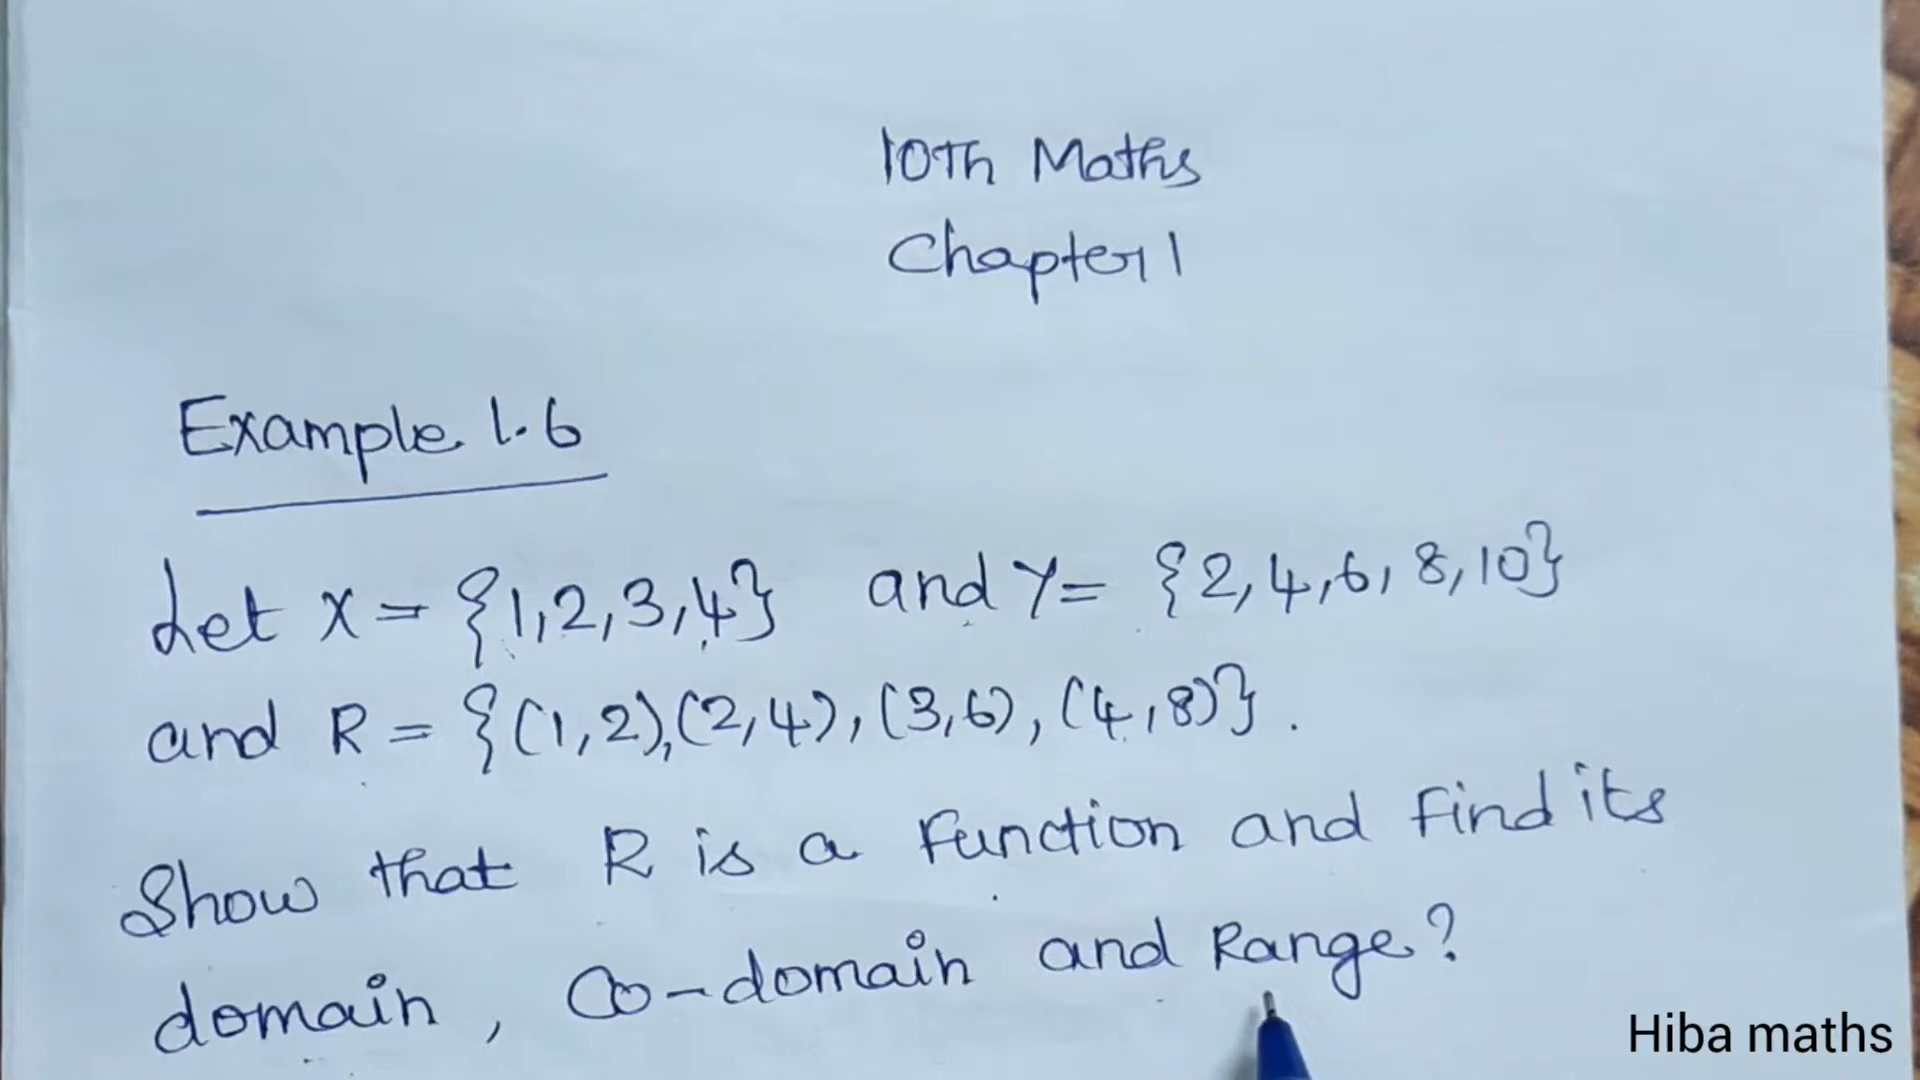 10Th Maths
Chapter 1
Example 1.6
Let X = {1,2,3,4} and Y = {2,4,6,8,10}
and R = {(1,2),(2,4),(3,6),(4,8)}.
Show that R is a Function and Find its
domain, Co-domain and Range?
Hiba maths